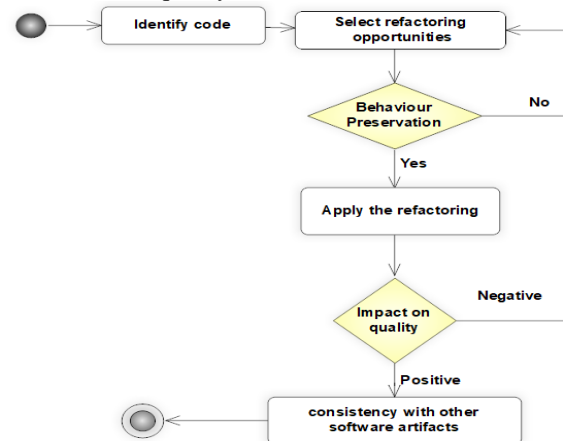 Identify code
Select refactoring
opportunities
Behaviour
Preservation
No
Yes
Apply the refactoring
Impact on
quality
Negative
Positive
consistency with other
software artifacts